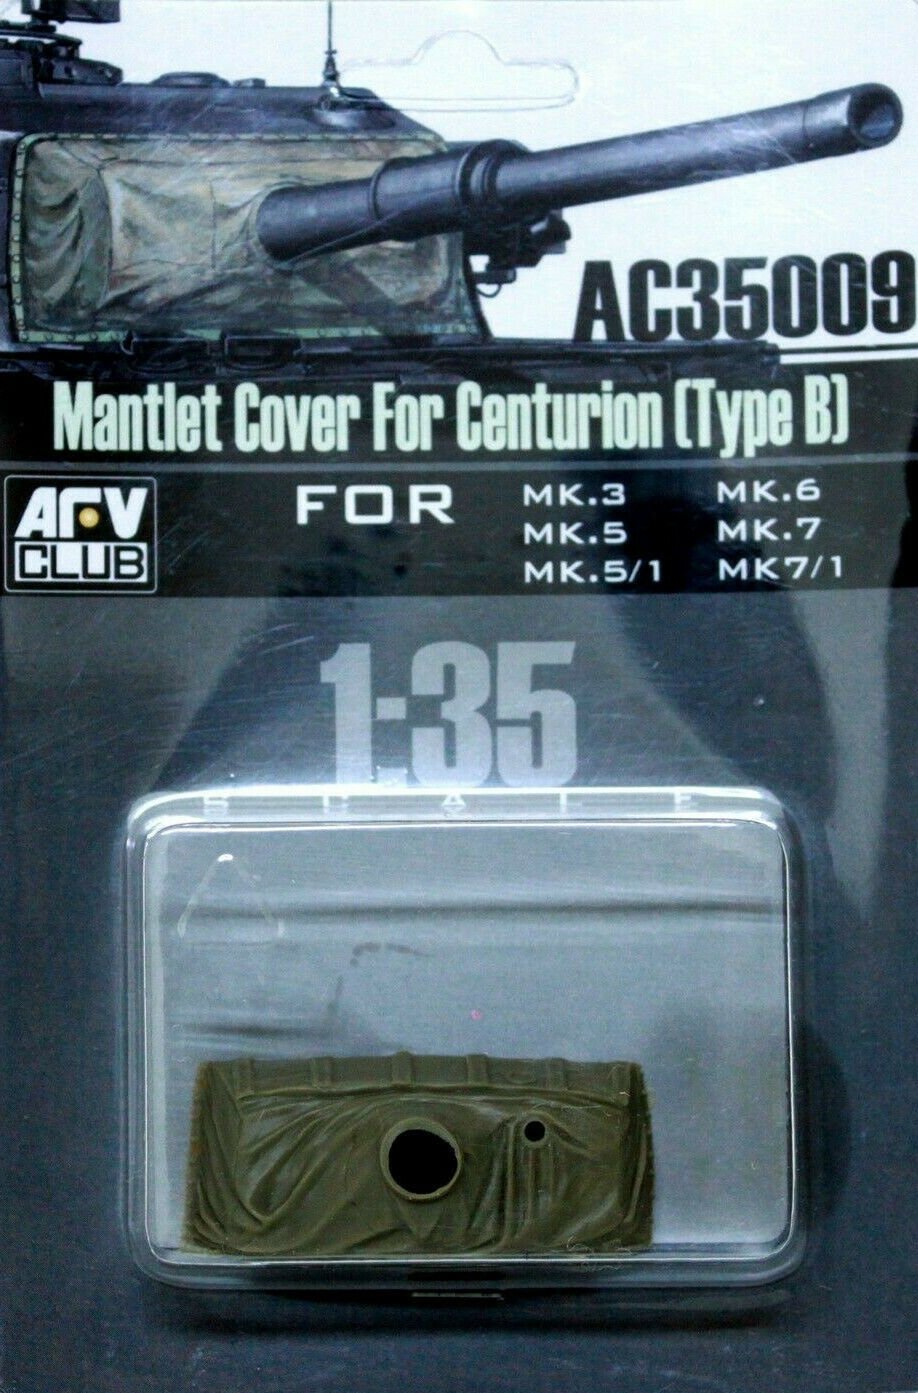 AC35009
Mantlet Cover For Centurion (Type B)
AFV
CLUB
FOR
MK.3 MK.6
MK.5 MK.7
MK.5/1 MK7/1
1:35
SCALE